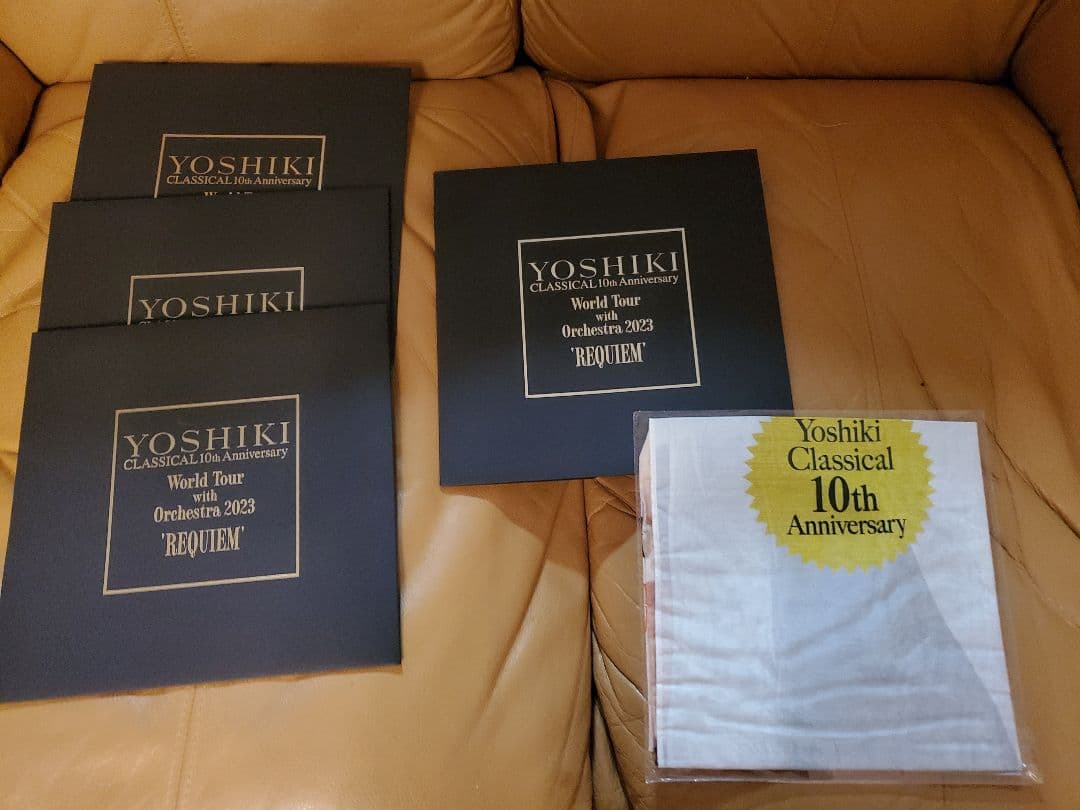 YOSHIKI
CLASSICAL 10th Anniversary
YOSHIKI
YOSHIKI
CLASSICAL 10th Anniversary
World Tour
with
Orchestra 2023
'REQUIEM'
YOSHIKI
CLASSICAL 10th Anniversary
World Tour
with
Orchestra 2023
'REQUIEM'
Yoshiki
Classical
10th
Anniversary